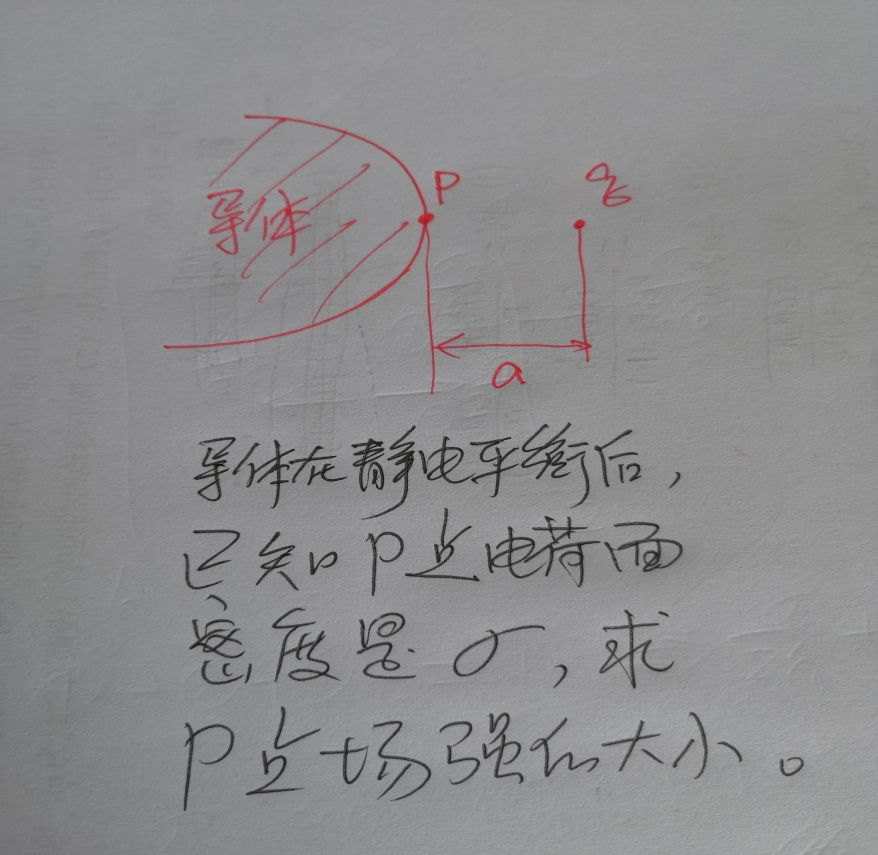 P
q
导体
a
导体在静电平衡后,
已知P点电荷面
密度是σ,求
P点场强的大小。